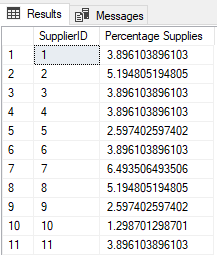 Results Messages
SupplierID Percentage Supplies
1 1 3.896103896103
2 2 5.194805194805
3 3 3.896103896103
4 4 3.896103896103
5 5 2.597402597402
6 6 3.896103896103
7 7 6.493506493506
8 8 5.194805194805
9 9 2.597402597402
10 10 1.298701298701
11 11 3.896103896103